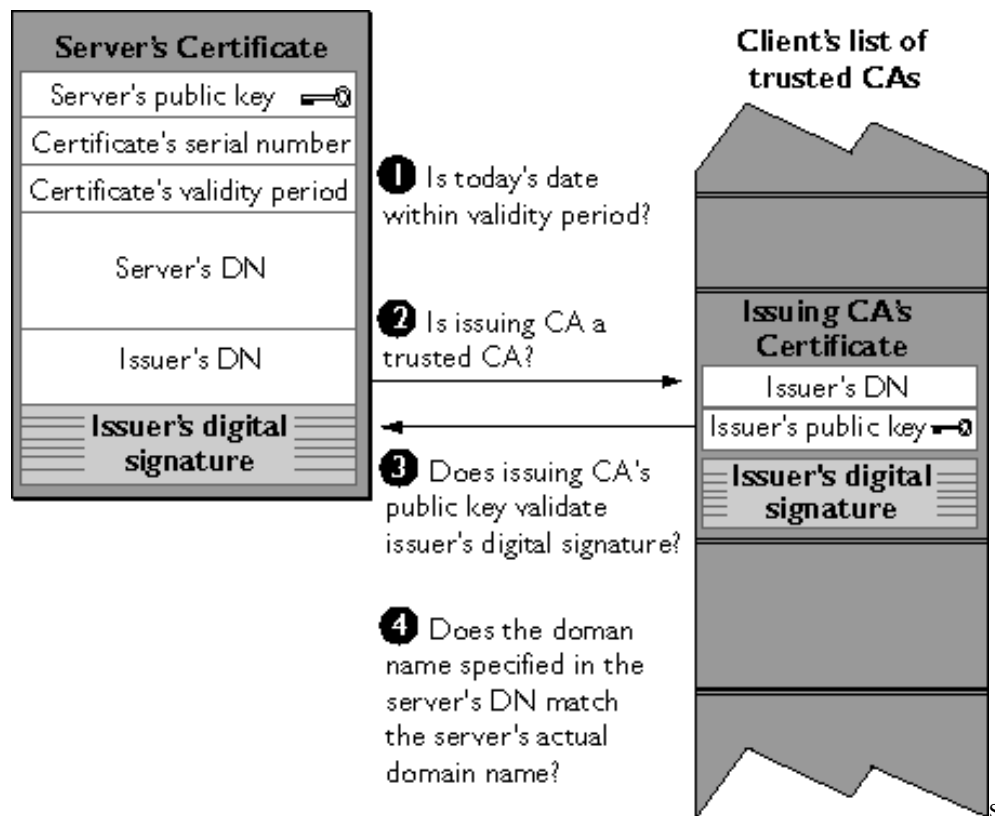 Server's Certificate
Server's public key
Certificate's serial number
Certificate's validity period
Server's DN
Issuer's DN
Issuer's digital
signature
1 Is today's date
within validity period?
2 Is issuing CA a
trusted CA?
3 Does issuing CA's
public key validate
issuer's digital signature?
4 Does the doman
name specified in the
server's DN match
the server's actual
domain name?
Client's list of
trusted CAs
Issuing CA's
Certificate
Issuer's DN
Issuer's public key
Issuer's digital
signature
s